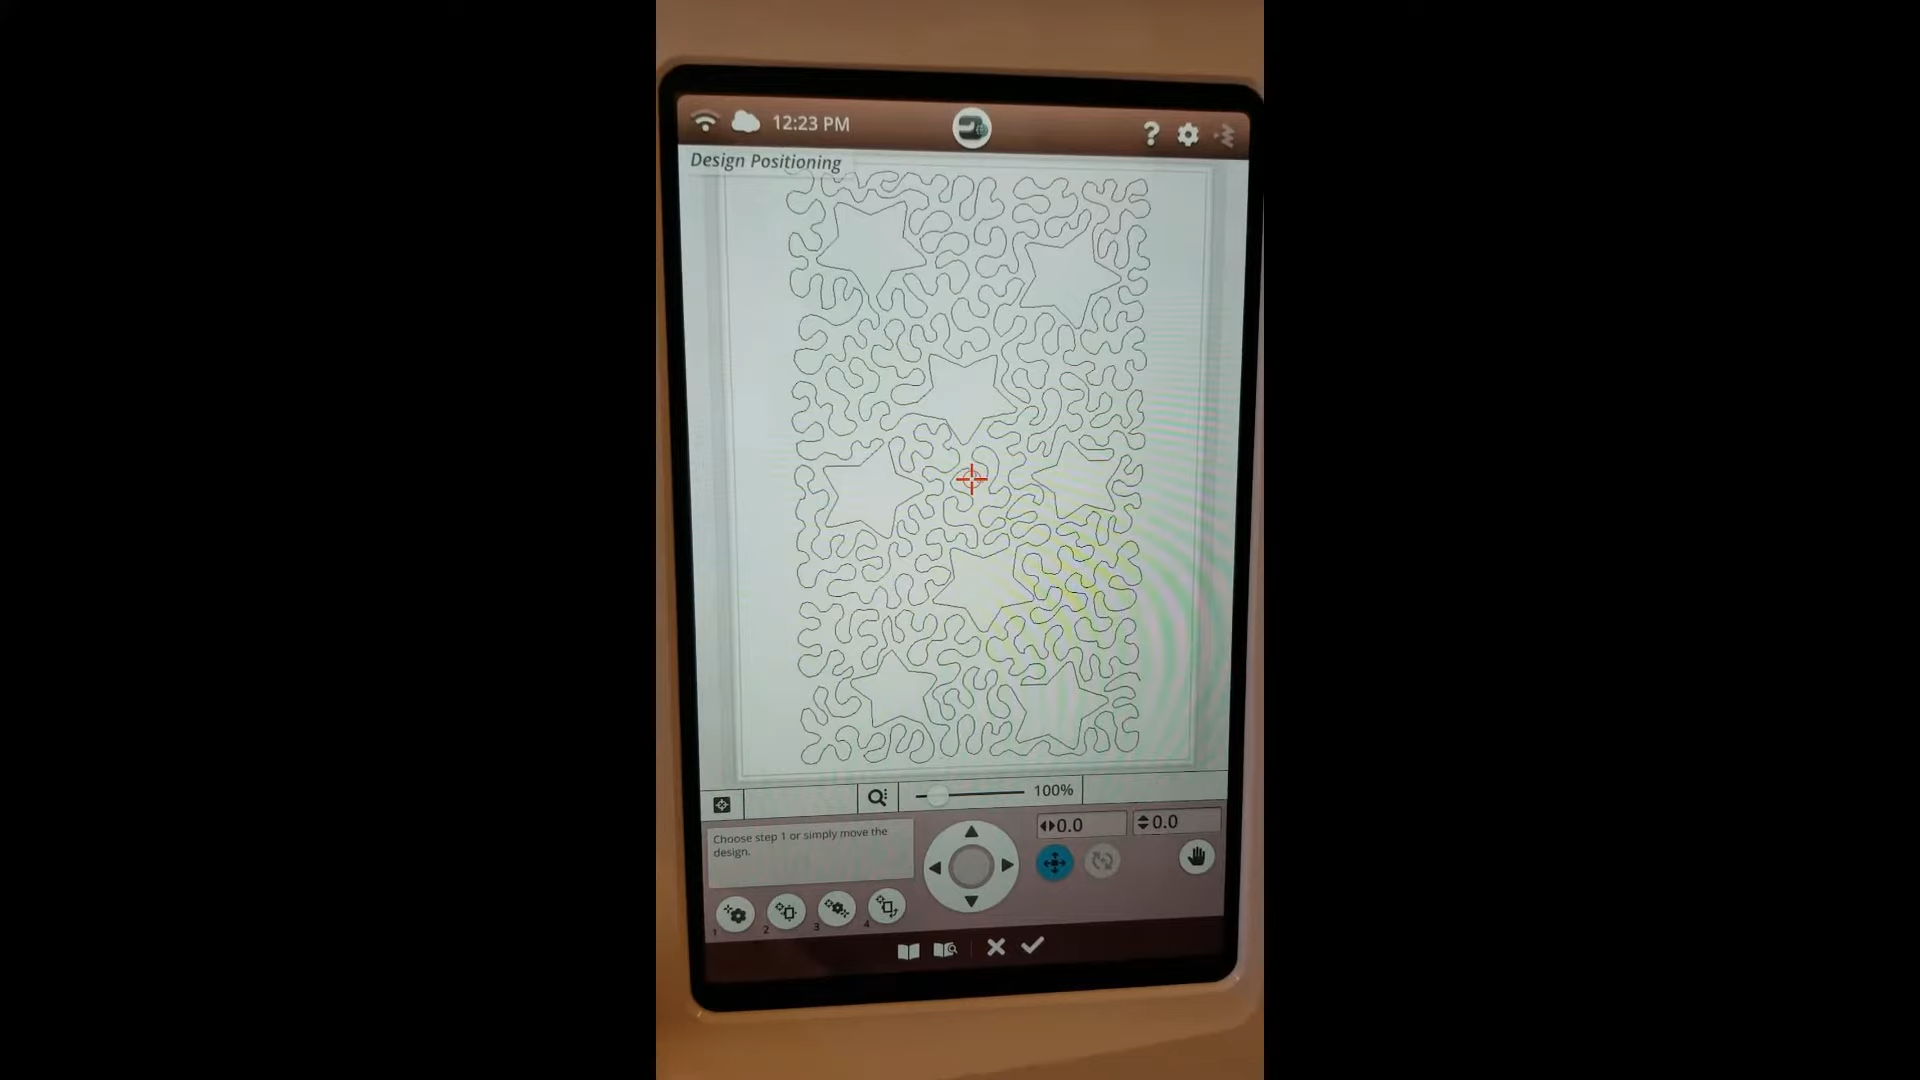 12:23 PM
?
Design Positioning
100%
Choose step 1 or simply move the
design.
0.0
0.0
1
2
3
4